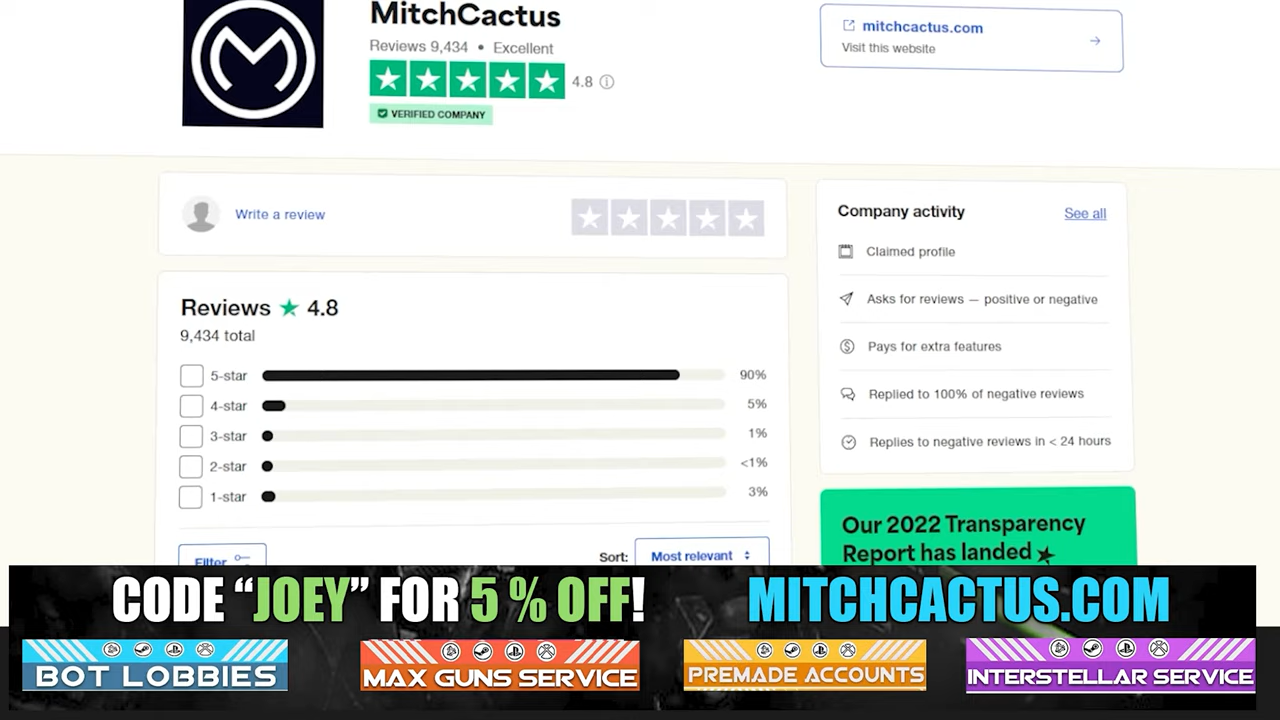 MitchCactus
Reviews 9,434 • Excellent
4.8
VERIFIED COMPANY
mitchcactus.com
Visit this website
Write a review
Company activity
See all
Claimed profile
Asks for reviews — positive or negative
Pays for extra features
Replied to 100% of negative reviews
Replies to negative reviews in < 24 hours
Reviews ★ 4.8
9,434 total
5-star 90%
4-star 5%
3-star 1%
2-star <1%
1-star 3%
Filter
Sort: Most relevant
Our 2022 Transparency
Report has landed
CODE “JOEY” FOR 5 % OFF!
MITCHCACTUS.COM
BOT LOBBIES
MAX GUNS SERVICE
PREMADE ACCOUNTS
INTERSTELLAR SERVICE